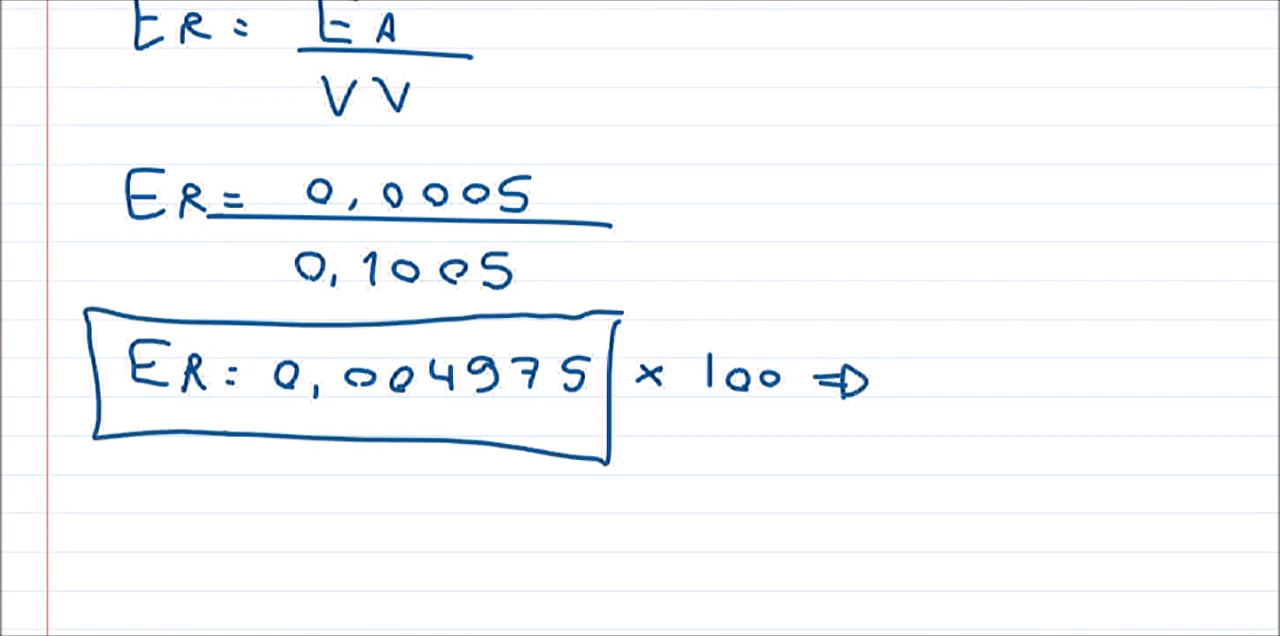 ER = EA
VV
ER = 0,0005
0,1005
ER = 0,004975 × 100 ⇒